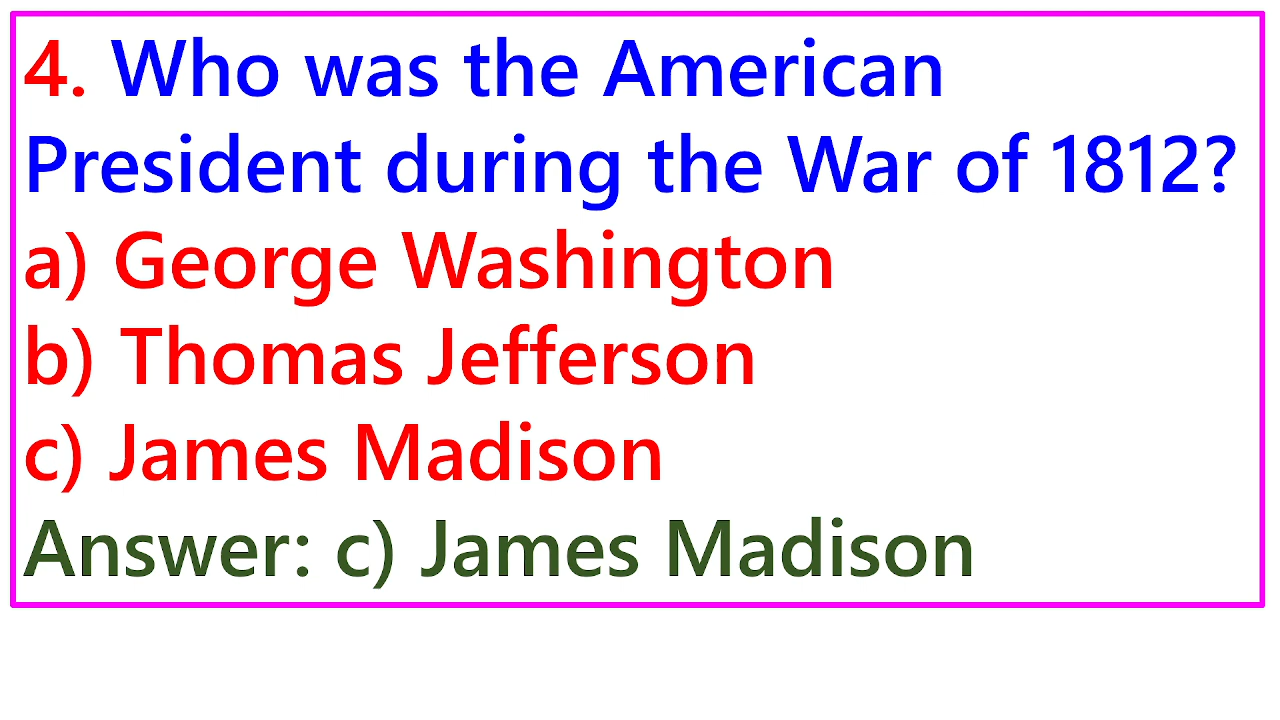 4. Who was the American
President during the War of 1812?
a) George Washington
b) Thomas Jefferson
c) James Madison
Answer: c) James Madison